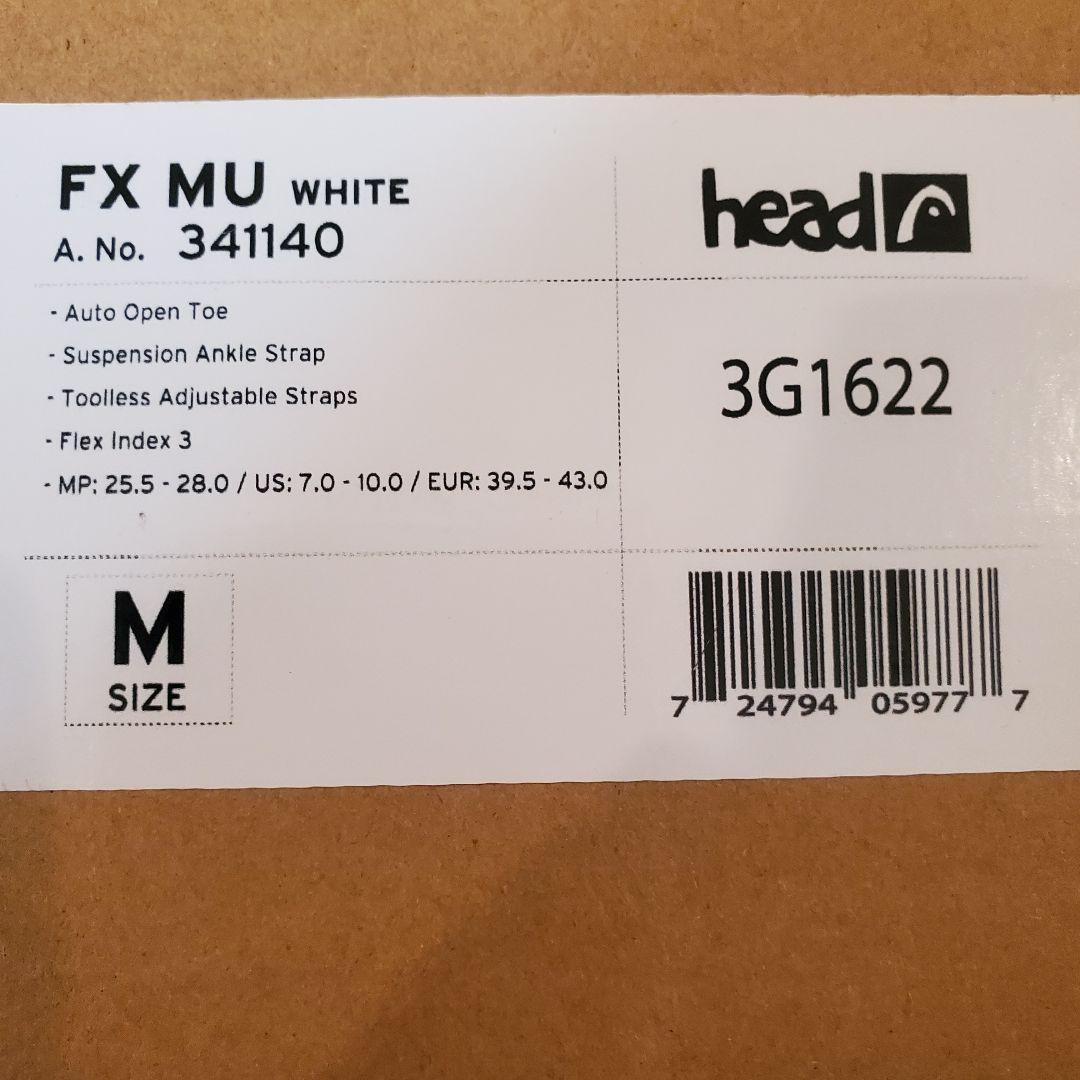 FX MU WHITE
A. No. 341140
- Auto Open Toe
- Suspension Ankle Strap
- Toolless Adjustable Straps
- Flex Index 3
- MP: 25.5 - 28.0 / US: 7.0 - 10.0 / EUR: 39.5 - 43.0
M
SIZE
head
3G1622
7 24794 05977 7